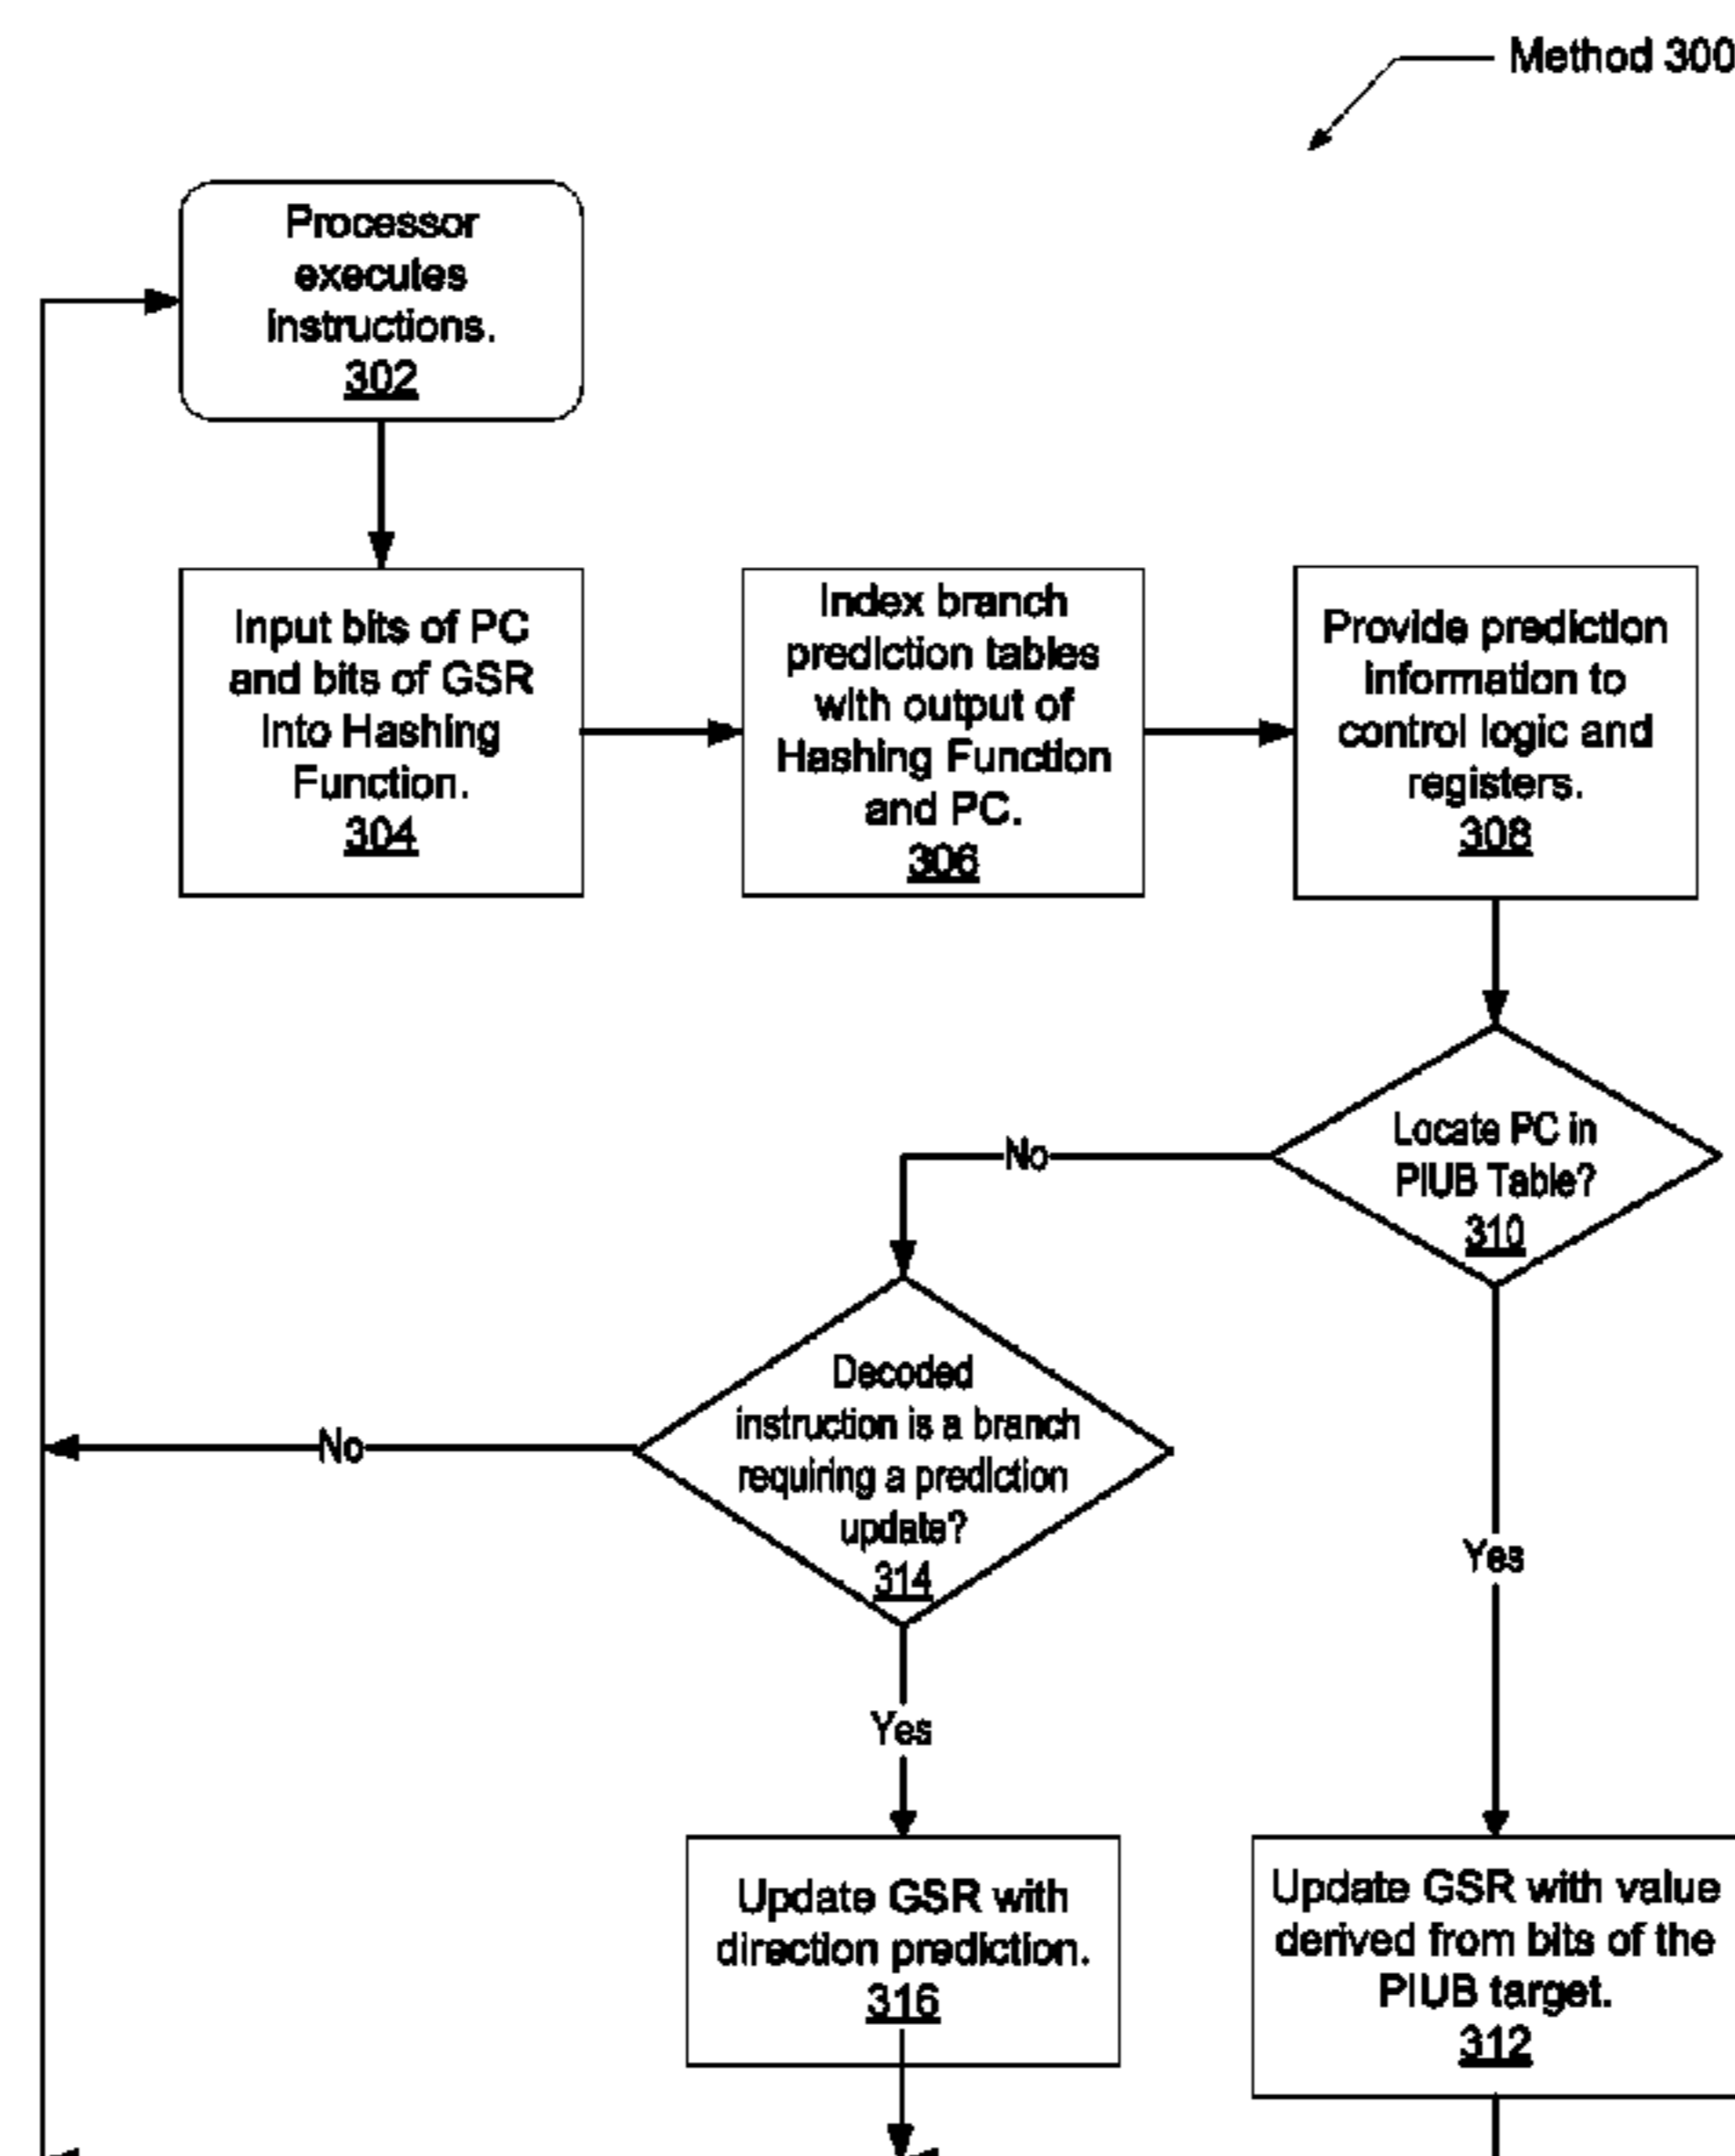 Method 300
Processor
executes
instructions.
302
Input bits of PC
and bits of GSR
Into Hashing
Function.
304
Index branch
prediction tables
with output of
Hashing Function
and PC.
306
Provide prediction
information to
control logic and
registers.
308
Locate PC in
PIUB Table?
310
No
Decoded
instruction is a branch
requiring a prediction
update?
314
No
Yes
Yes
Update GSR with
direction prediction.
316
Update GSR with value
derived from bits of the
PIUB target.
312